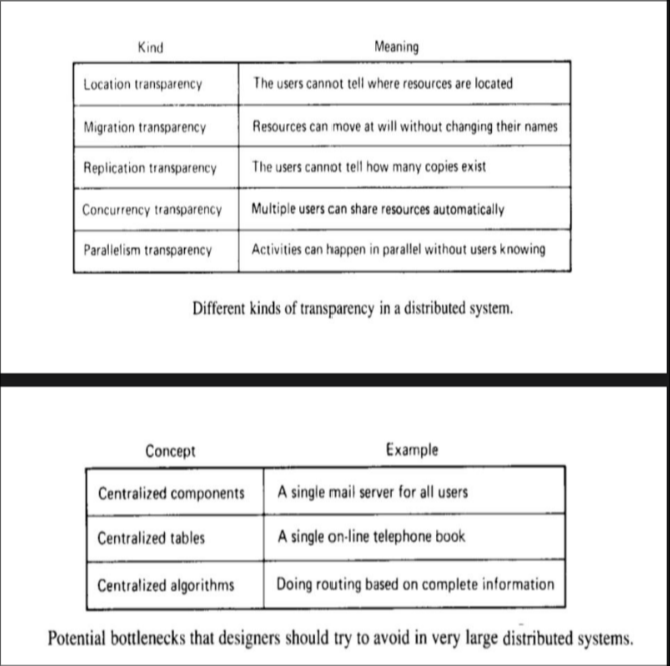 Kind Meaning
Location transparency The users cannot tell where resources are located
Migration transparency Resources can move at will without changing their names
Replication transparency The users cannot tell how many copies exist
Concurrency transparency Multiple users can share resources automatically
Parallelism transparency Activities can happen in parallel without users knowing
Different kinds of transparency in a distributed system.
Concept Example
Centralized components A single mail server for all users
Centralized tables A single on-line telephone book
Centralized algorithms Doing routing based on complete information
Potential bottlenecks that designers should try to avoid in very large distributed systems.